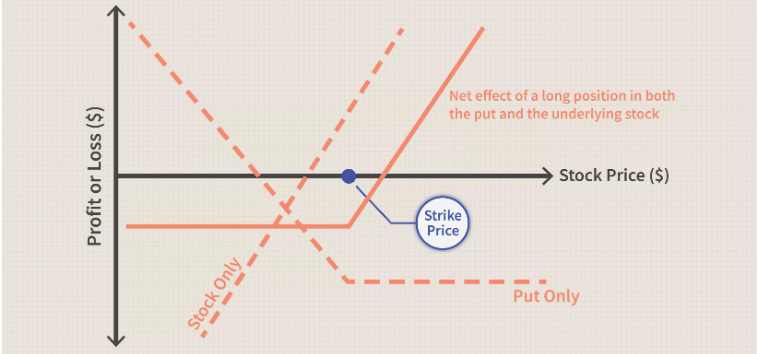 Net effect of a long position in both
the put and the underlying stock
Profit or Loss ($)
Stock Price ($)
Strike
Price
Stock Only
Put Only